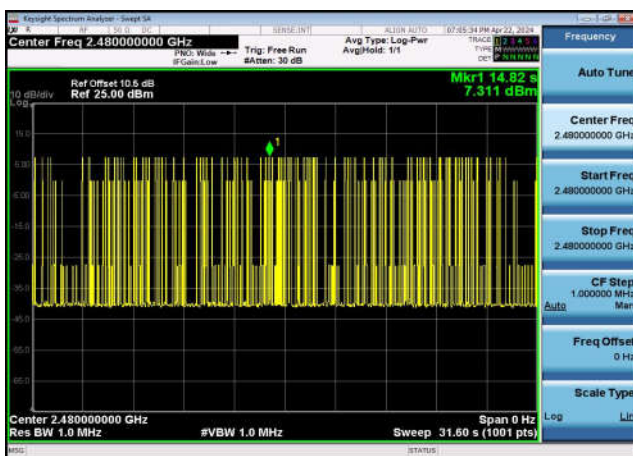 Keysight Spectrum Analyzer - Swept SA
RF 50 Ω DC SENSE:INT ALIGN AUTO 07:05:34 PM Apr 22, 2024
Center Freq 2.480000000 GHz
PNO: Wide
IFGain:Low
Trig: Free Run
#Atten: 30 dB
Avg Type: Log-Pwr
Avg|Hold: 1/1
TRACE 1 2 3 4 5 6
TYPE
DET P N N N N N
Mkr1 14.82 s
7.311 dBm
Ref Offset 10.6 dB
Ref 25.00 dBm
10 dB/div
Log
15.0
5.00
-5.00
-15.0
-25.0
-35.0
-45.0
-55.0
-65.0
1
Center 2.480000000 GHz
Span 0 Hz
Res BW 1.0 MHz
#VBW 1.0 MHz
Sweep 31.60 s (1001 pts)
MSG
STATUS
Frequency
Auto Tune
Center Freq
2.480000000 GHz
Start Freq
2.480000000 GHz
Stop Freq
2.480000000 GHz
CF Step
1.000000 MHz
Auto Man
Freq Offset
0 Hz
Scale Type
Log Lin